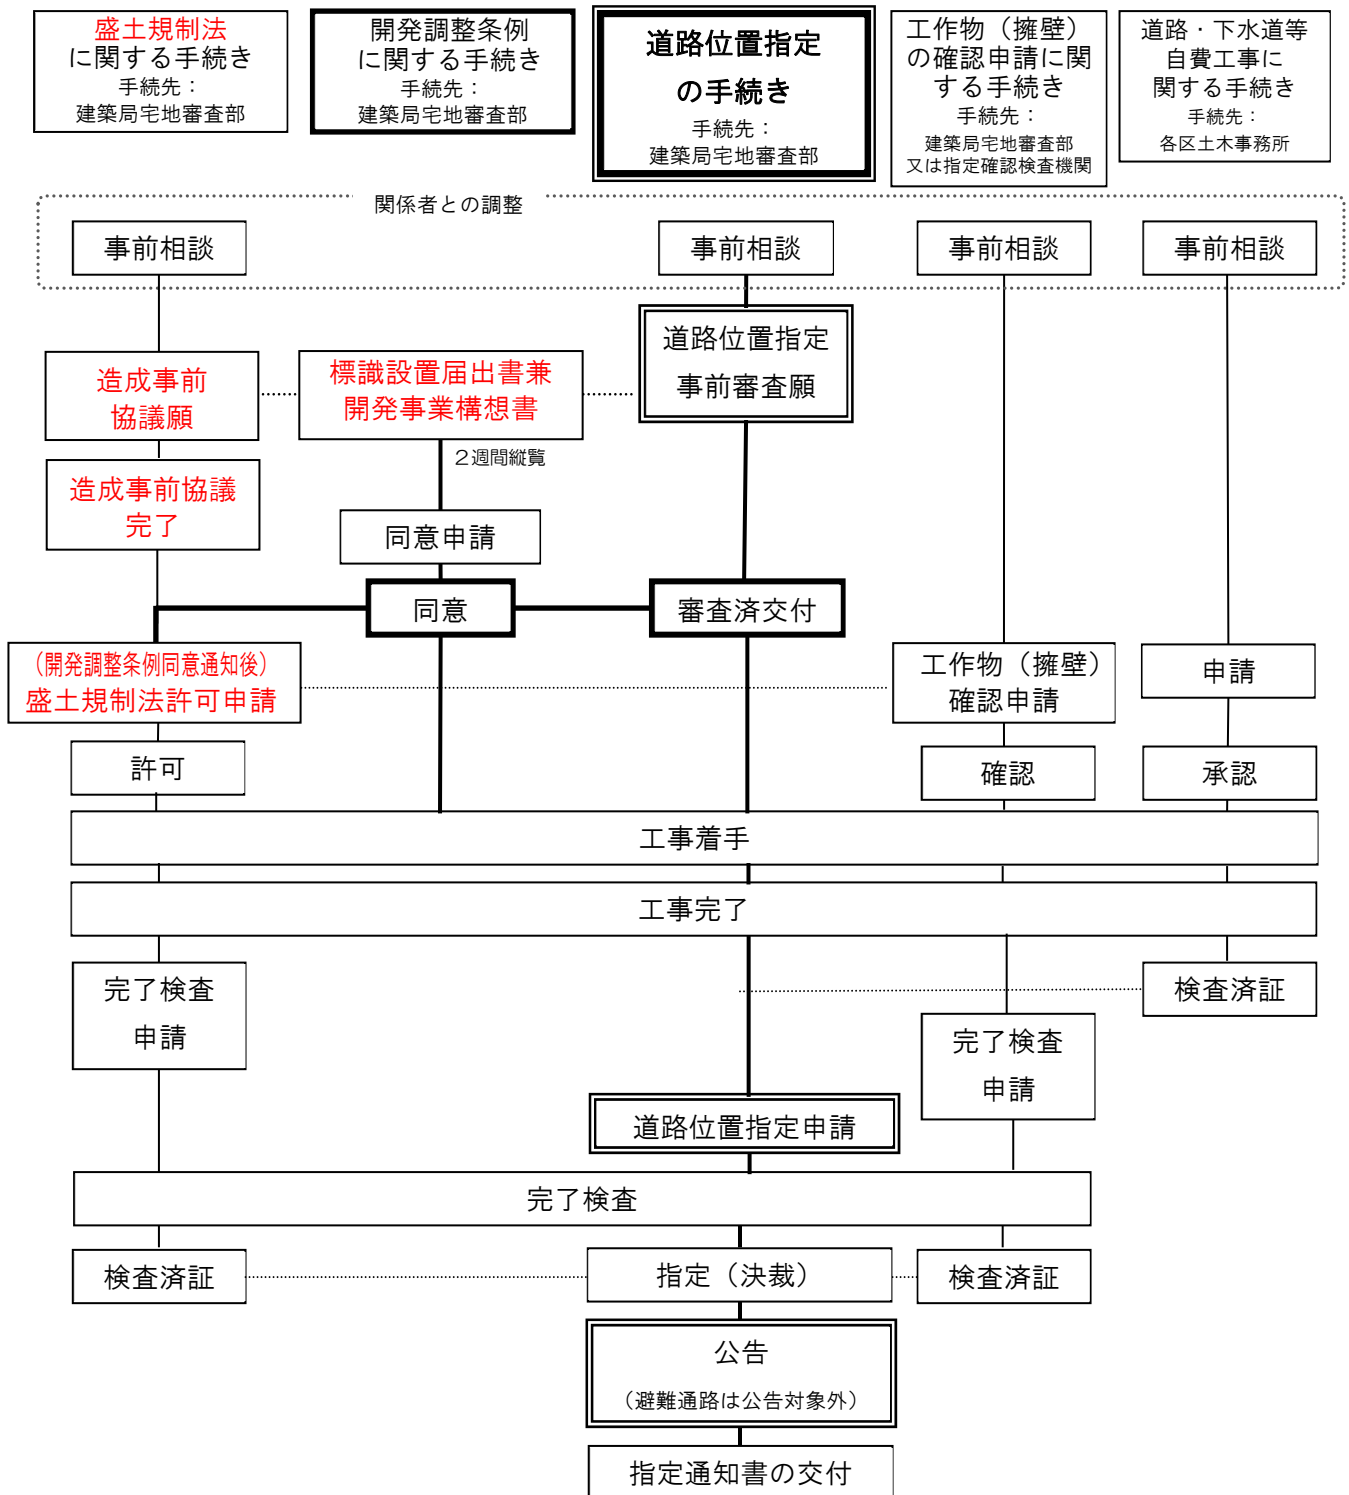 盛土規制法
に関する手続き
手続先：
建築局宅地審査部
開発調整条例
に関する手続き
手続先：
建築局宅地審査部
道路位置指定
の手続き
手続先：
建築局宅地審査部
工作物（擁壁）
の確認申請に関
する手続き
手続先：
建築局宅地審査部
又は指定確認検査機関
道路・下水道等
自費工事に
関する手続き
手続先：
各区土木事務所
関係者との調整
事前相談
事前相談
事前相談
事前相談
道路位置指定
事前審査願
造成事前
協議願
標識設置届出書兼
開発事業構想書
２週間縦覧
造成事前協議
完了
同意申請
同意
審査済交付
（開発調整条例同意通知後）
盛土規制法許可申請
工作物（擁壁）
確認申請
申請
許可
確認
承認
工事着手
工事完了
完了検査
申請
検査済証
完了検査
申請
道路位置指定申請
完了検査
検査済証
指定（決裁）
検査済証
公告
（避難通路は公告対象外）
指定通知書の交付